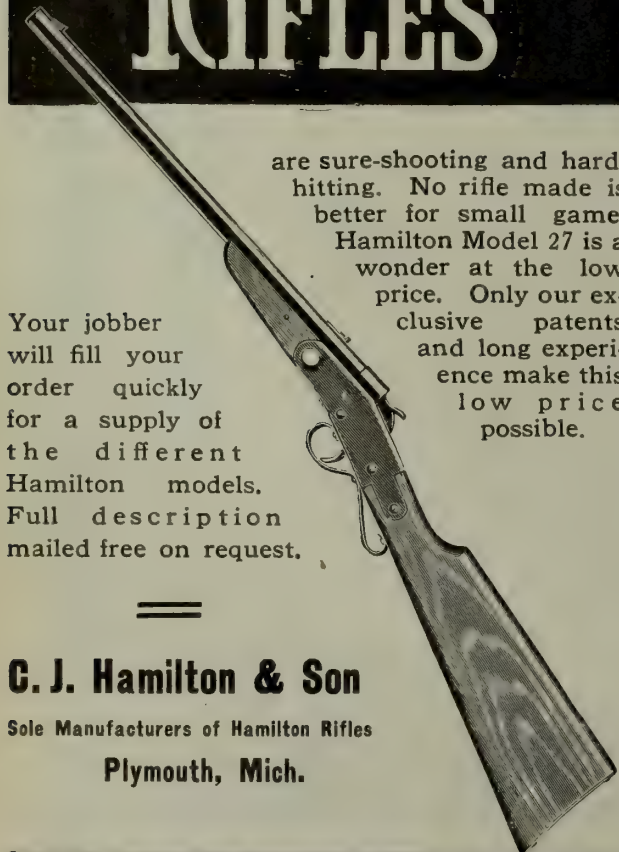 RIFLES
are sure-shooting and hard
hitting. No rifle made is
better for small game
Hamilton Model 27 is a
wonder at the low
price. Only our ex-
clusive patents
and long experi-
ence make this
low price
possible.
Your jobber
will fill your
order quickly
for a supply of
the different
Hamilton models.
Full description
mailed free on request.
C. J. Hamilton & Son
Sole Manufacturers of Hamilton Rifles
Plymouth, Mich.